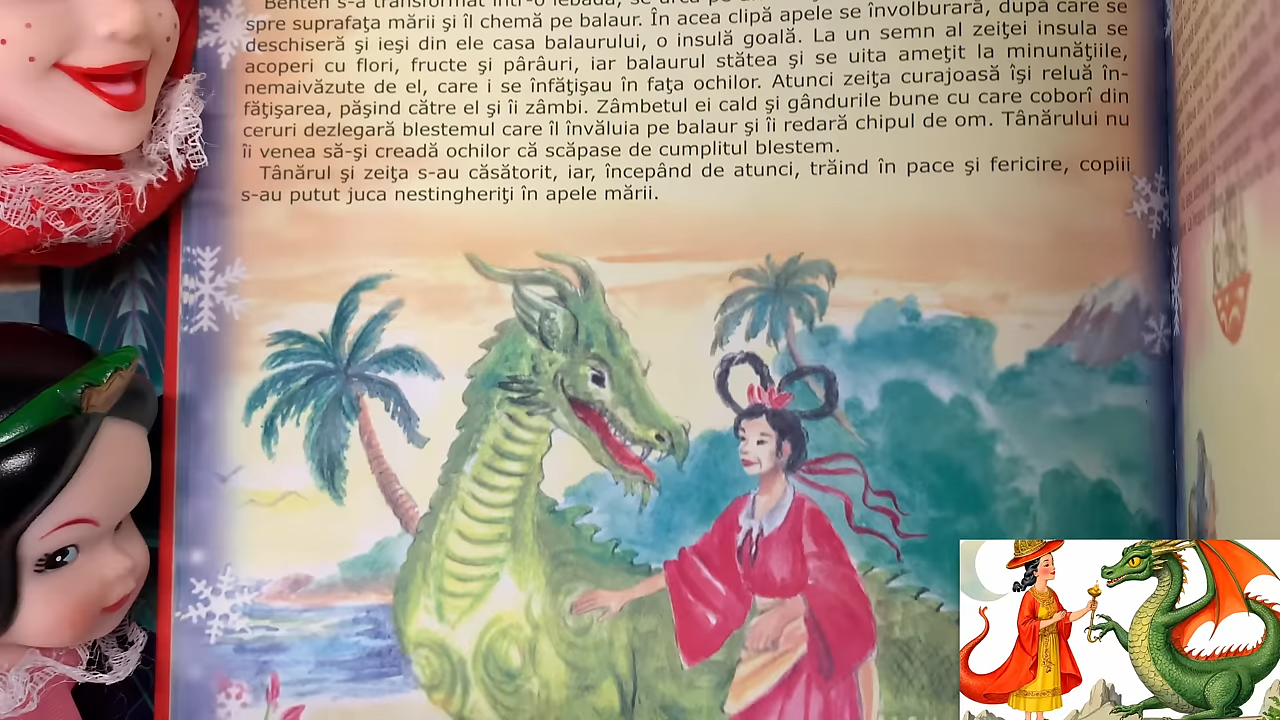 Benten s-a transformat într-o lebădă, se
spre suprafaţa mării şi îl chemă pe balaur. În acea clipă apele se învolburară, după care se
deschiseră şi ieşi din ele casa balaurului, o insulă goală. La un semn al zeiţei insula se
acoperi cu flori, fructe şi pârâuri, iar balaurul stătea şi se uita ameţit la minunăţiile,
nemaivăzute de el, care i se înfăţişau în faţa ochilor. Atunci zeiţa curajoasă îşi reluă în-
făţişarea, păşind către el şi îi zâmbi. Zâmbetul ei cald şi gândurile bune cu care coborî din
ceruri dezlegară blestemul care îl învăluia pe balaur şi îi redară chipul de om. Tânărului nu
îi venea să-şi creadă ochilor că scăpase de cumplitul blestem.
Tânărul şi zeiţa s-au căsătorit, iar, începând de atunci, trăind în pace şi fericire, copiii
s-au putut juca nestingheriţi în apele mării.